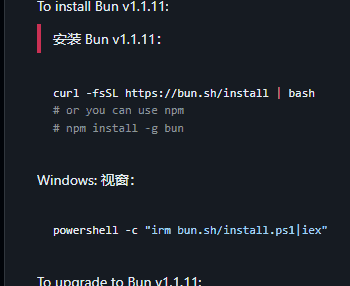 To install Bun v1.1.11:
安装 Bun v1.1.11：
curl -fsSL https://bun.sh/install | bash
# or you can use npm
# npm install -g bun
Windows: 视窗：
powershell -c "irm bun.sh/install.ps1|iex"
To upgrade to Bun v1.1.11: